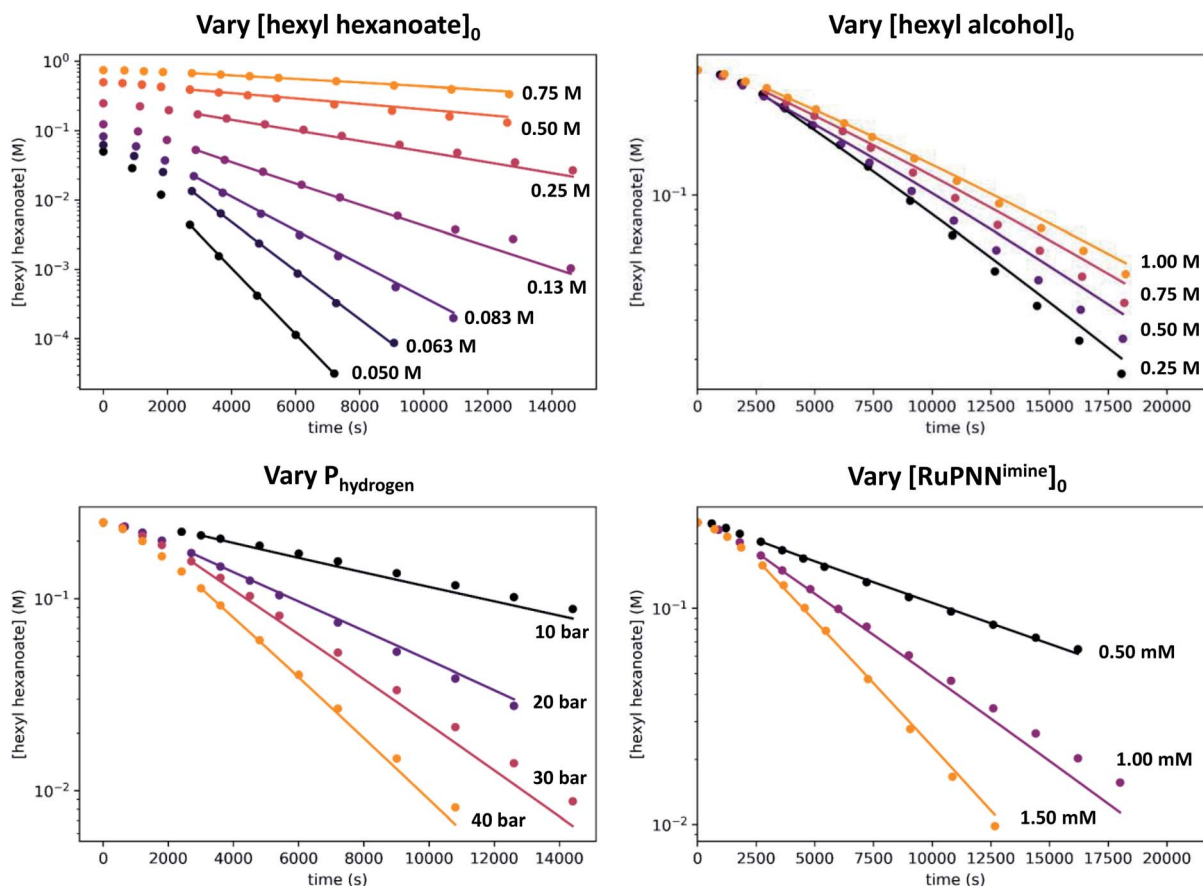 Vary [hexyl hexanoate]₀
[hexyl hexanoate] (M)
10⁰
10⁻¹
10⁻²
10⁻³
10⁻⁴
0.75 M
0.50 M
0.25 M
0.13 M
0.083 M
0.063 M
0.050 M
0 2000 4000 6000 8000 10000 12000 14000
time (s)
Vary [hexyl alcohol]₀
[hexyl hexanoate] (M)
10⁻¹
1.00 M
0.75 M
0.50 M
0.25 M
0 2500 5000 7500 10000 12500 15000 17500 20000
time (s)
Vary Phydrogen
[hexyl hexanoate] (M)
10⁻¹
10⁻²
10 bar
20 bar
30 bar
40 bar
0 2000 4000 6000 8000 10000 12000 14000
time (s)
Vary [RuPNNimine]₀
[hexyl hexanoate] (M)
10⁻¹
10⁻²
0.50 mM
1.00 mM
1.50 mM
0 2500 5000 7500 10000 12500 15000 17500 20000
time (s)